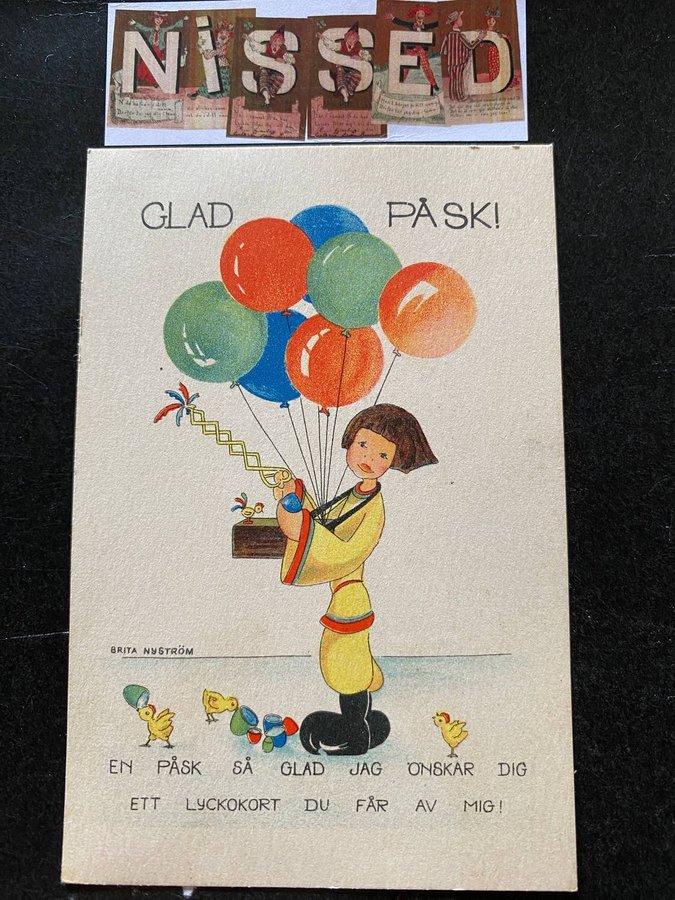 NiSSED
GLAD PÅSK!
BRITA NYSTRÖM
EN PÅSK SÅ GLAD JAG ÖNSKAR DIG
ETT LYCKOKORT DU FÅR AV MIG!